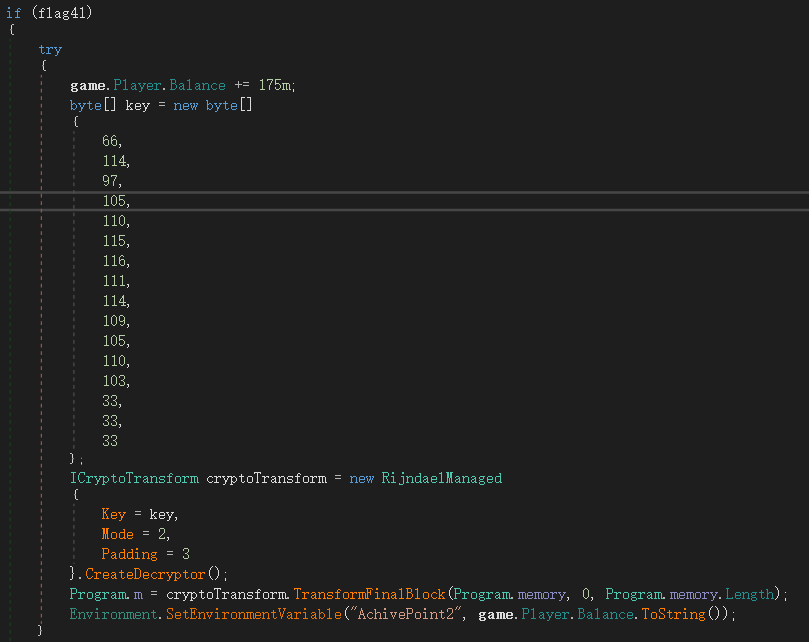 if (flag41)
{
try
{
game.Player.Balance += 175m;
byte[] key = new byte[]
{
66,
114,
97,
105,
110,
115,
116,
111,
114,
109,
105,
110,
103,
33,
33,
33
};
ICryptoTransform cryptoTransform = new RijndaelManaged
{
Key = key,
Mode = 2,
Padding = 3
}.CreateDecryptor();
Program.m = cryptoTransform.TransformFinalBlock(Program.memory, 0, Program.memory.Length);
Environment.SetEnvironmentVariable("AchivePoint2", game.Player.Balance.ToString());
}